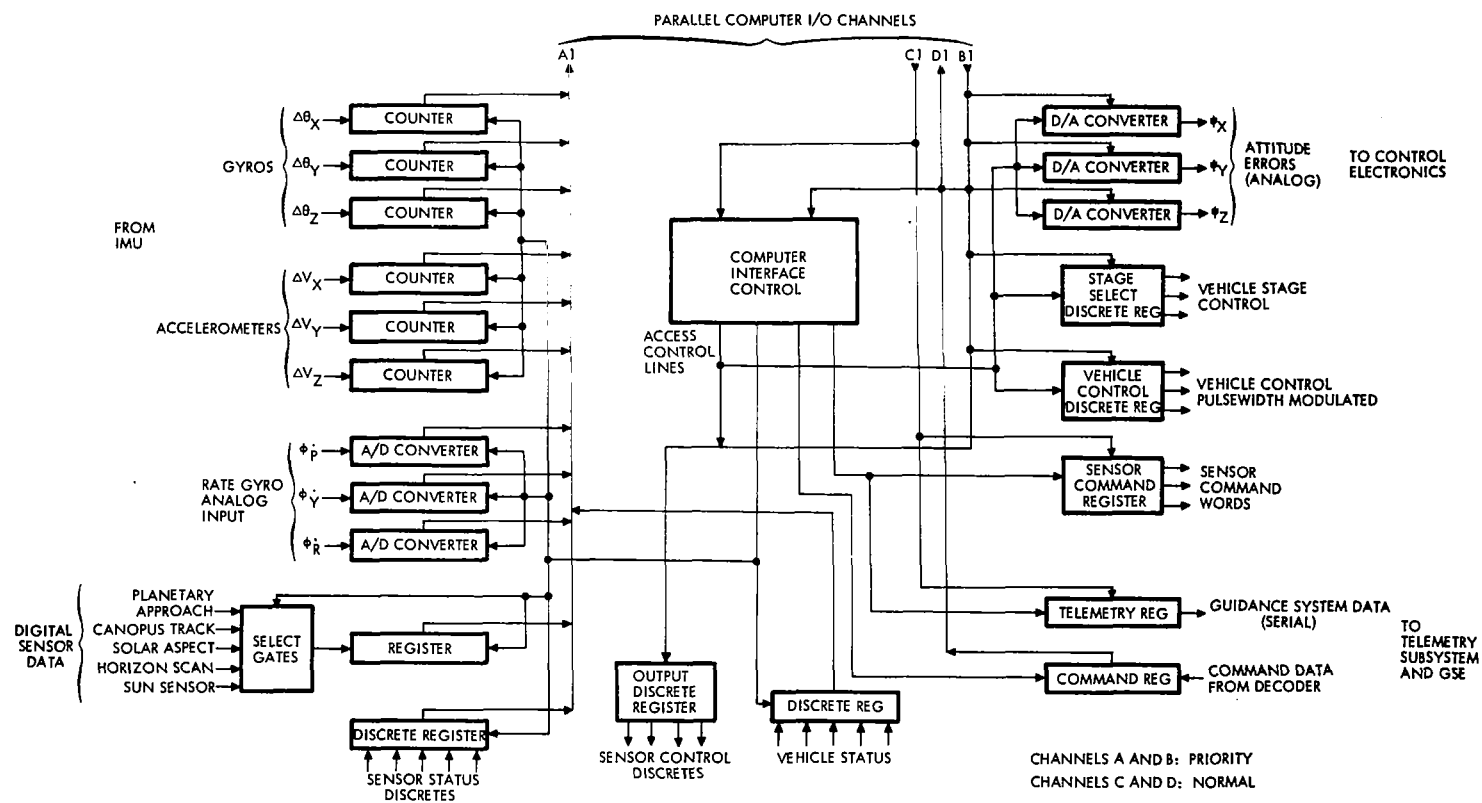 PARALLEL COMPUTER I/O CHANNELS
A1
C1
D1
B1
FROM
IMU
GYROS
ΔθX
ΔθY
ΔθZ
COUNTER
COUNTER
COUNTER
ACCELEROMETERS
ΔVX
ΔVY
ΔVZ
COUNTER
COUNTER
COUNTER
RATE GYRO
ANALOG
INPUT
ϕ̇P
ϕ̇Y
ϕ̇R
A/D CONVERTER
A/D CONVERTER
A/D CONVERTER
DIGITAL
SENSOR
DATA
PLANETARY
APPROACH
CANOPUS TRACK
SOLAR ASPECT
HORIZON SCAN
SUN SENSOR
SELECT
GATES
REGISTER
DISCRETE REGISTER
SENSOR STATUS
DISCRETES
COMPUTER
INTERFACE
CONTROL
ACCESS
CONTROL
LINES
OUTPUT
DISCRETE
REGISTER
SENSOR CONTROL
DISCRETES
DISCRETE REG
VEHICLE STATUS
D/A CONVERTER
D/A CONVERTER
D/A CONVERTER
ϕX
ϕY
ϕZ
ATTITUDE
ERRORS
(ANALOG)
TO CONTROL
ELECTRONICS
STAGE
SELECT
DISCRETE REG
VEHICLE STAGE
CONTROL
VEHICLE
CONTROL
DISCRETE REG
VEHICLE CONTROL
PULSEWIDTH MODULATED
SENSOR
COMMAND
REGISTER
SENSOR
COMMAND
WORDS
TELEMETRY REG
GUIDANCE SYSTEM DATA
(SERIAL)
COMMAND REG
COMMAND DATA
FROM DECODER
TO
TELEMETRY
SUBSYSTEM
AND GSE
CHANNELS A AND B: PRIORITY
CHANNELS C AND D: NORMAL